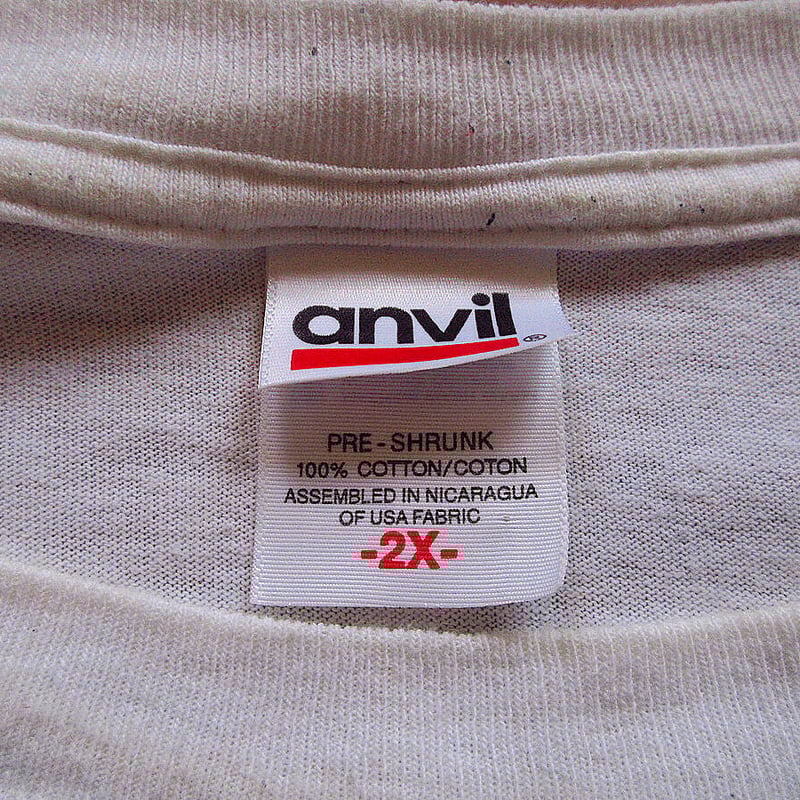 anvil®
PRE-SHRUNK
100% COTTON/COTON
ASSEMBLED IN NICARAGUA
OF USA FABRIC
-2X-